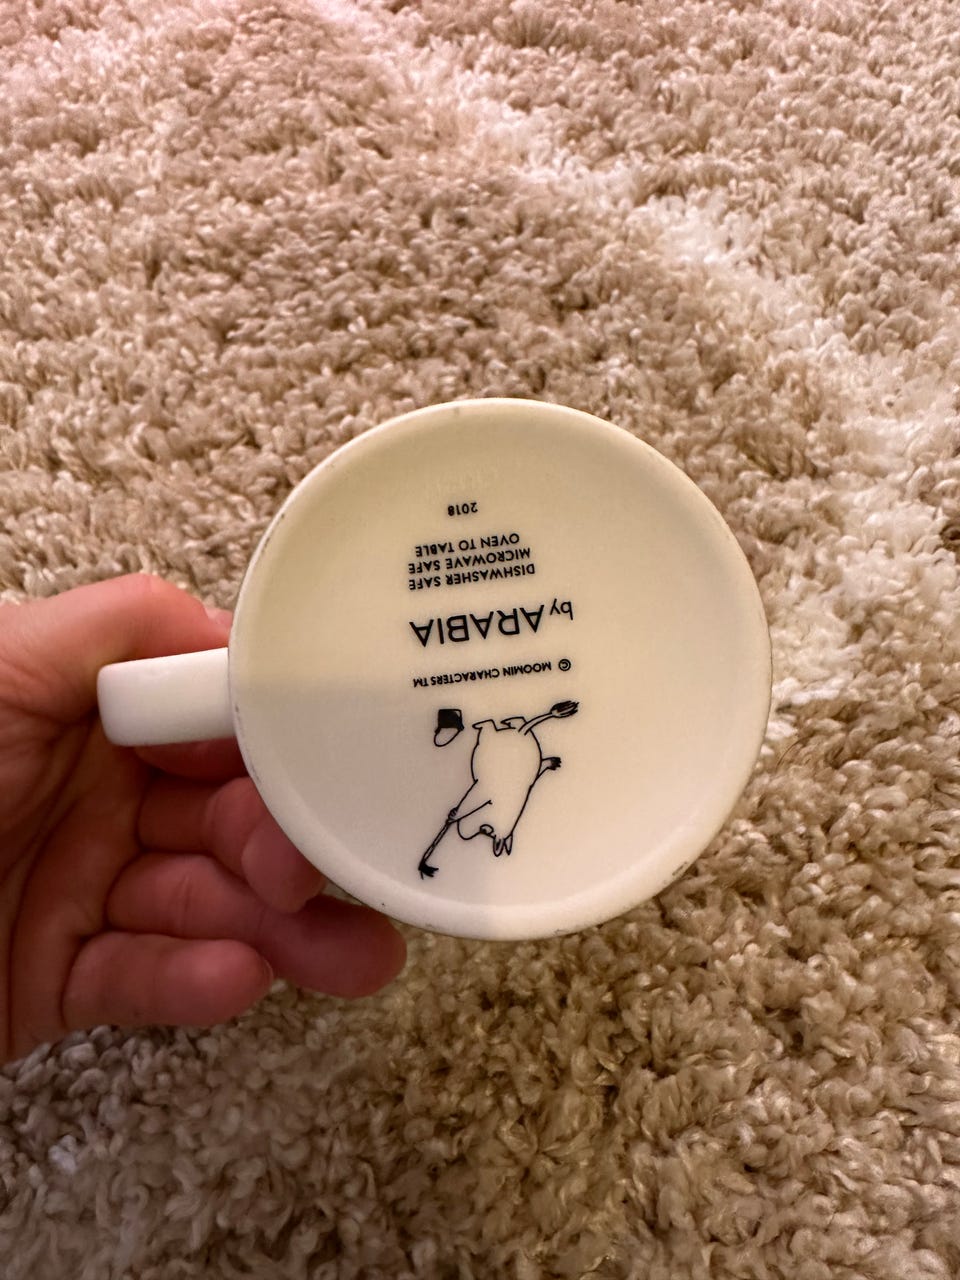 © MOOMIN CHARACTERS TM
by ARABIA
DISHWASHER SAFE
MICROWAVE SAFE
OVEN TO TABLE
2018